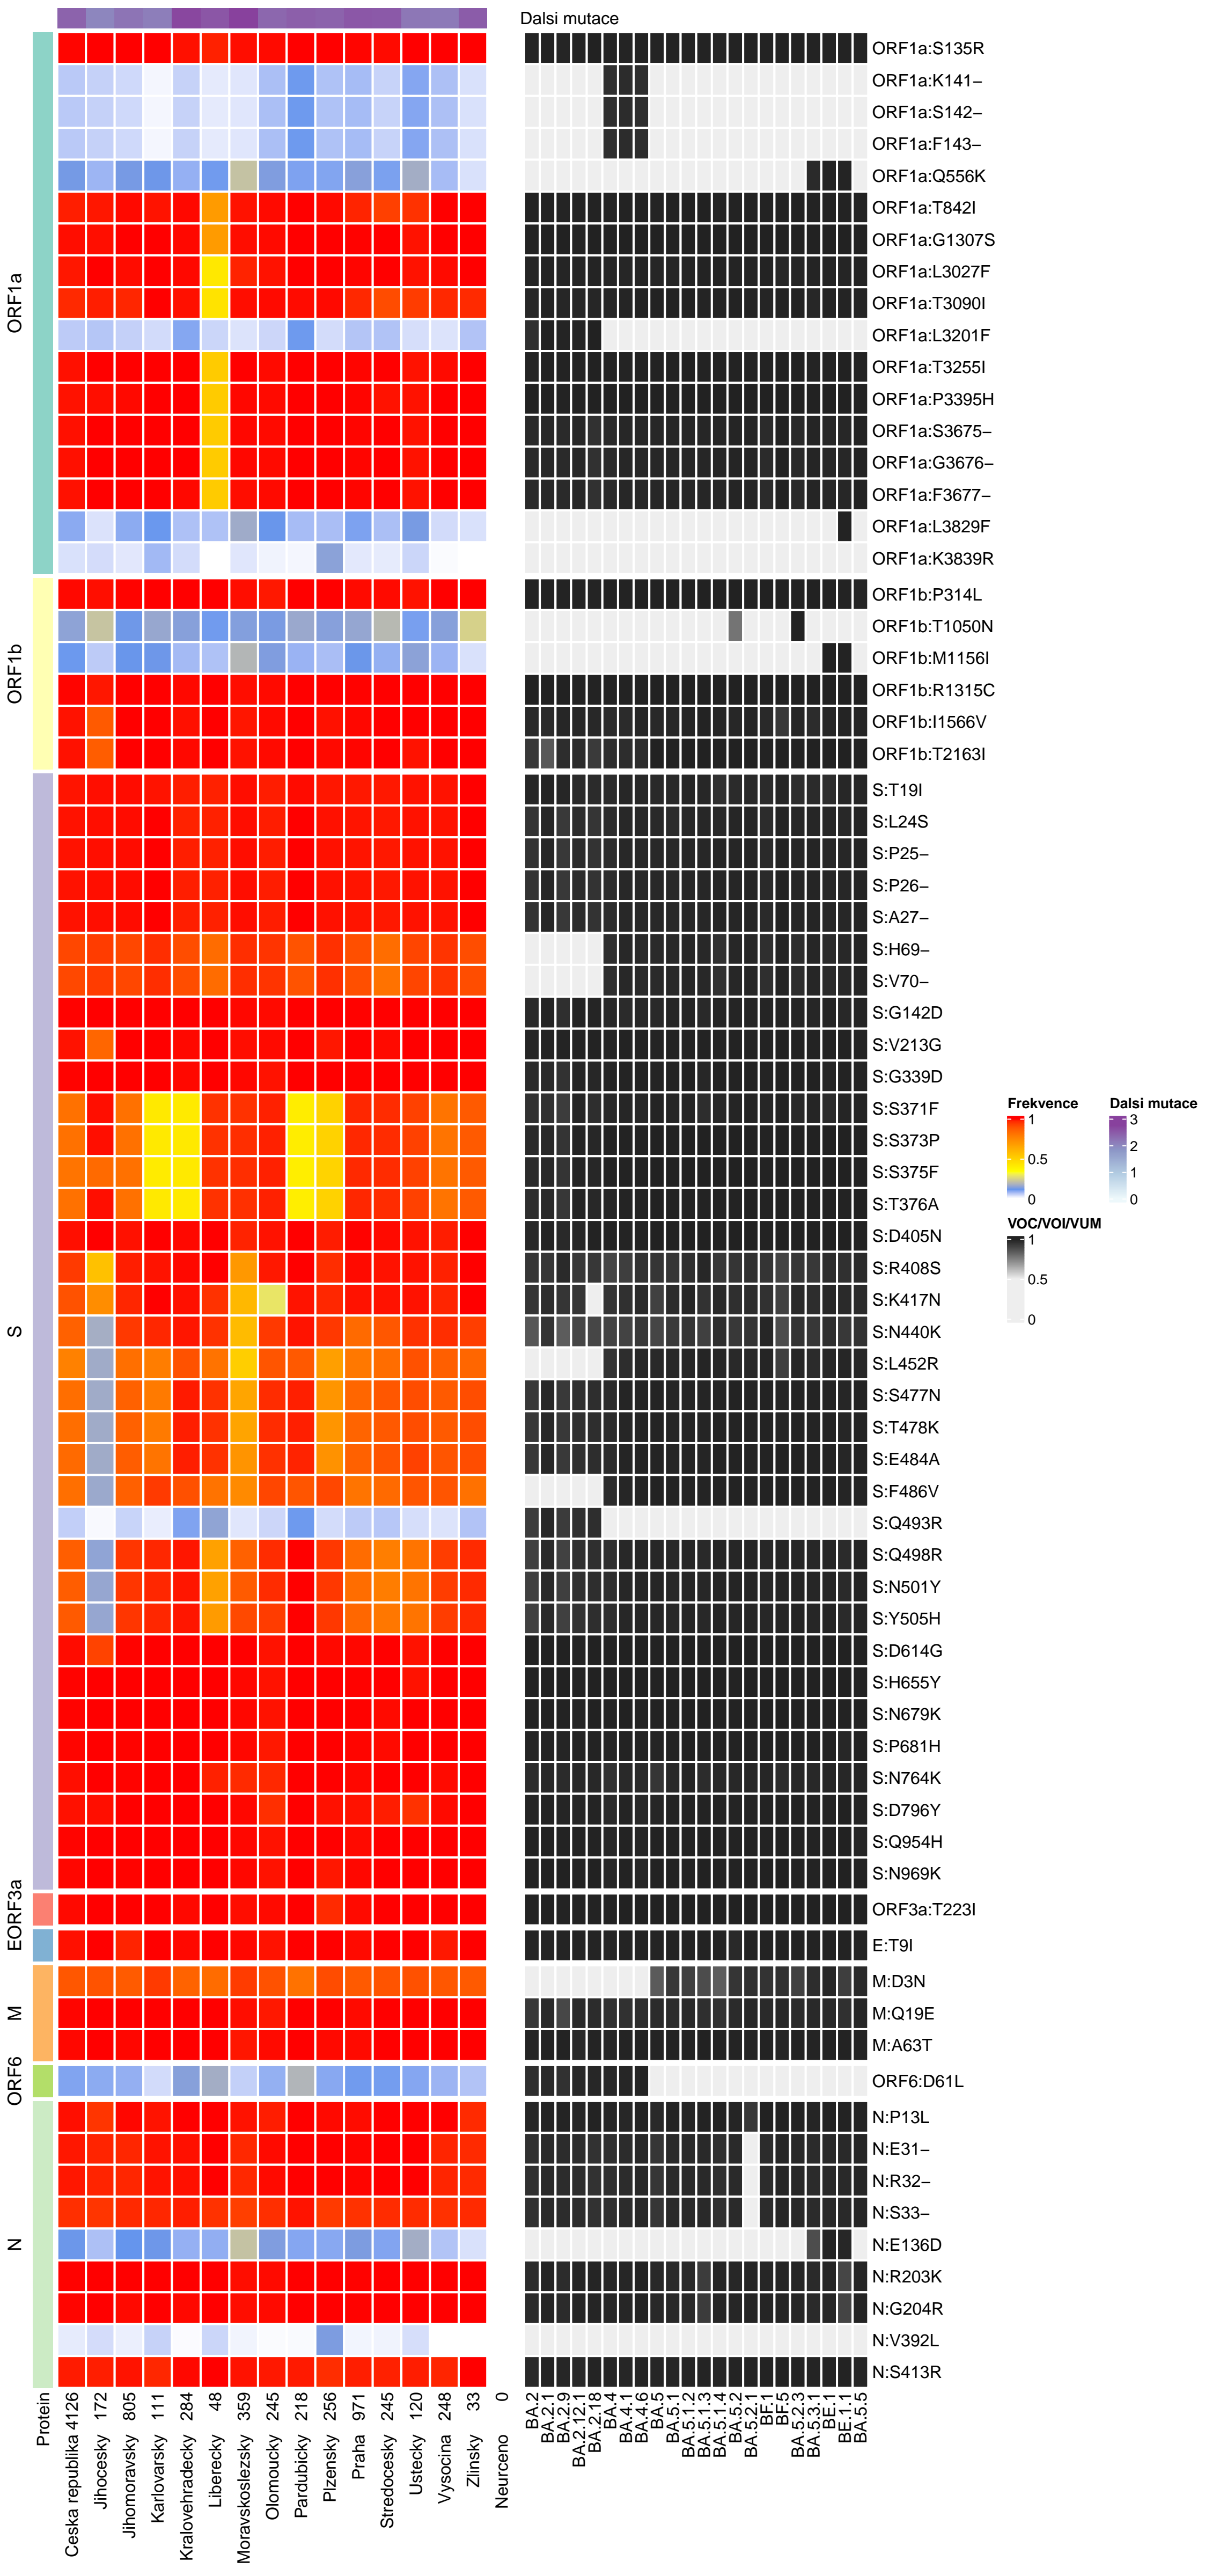 Dalsi mutace
ORF1a:S135R
ORF1a:K141–
ORF1a:S142–
ORF1a:F143–
ORF1a:Q556K
ORF1a:T842I
ORF1a:G1307S
ORF1a:L3027F
ORF1a:T3090I
ORF1a:L3201F
ORF1a:T3255I
ORF1a:P3395H
ORF1a:S3675–
ORF1a:G3676–
ORF1a:F3677–
ORF1a:L3829F
ORF1a:K3839R
ORF1b:P314L
ORF1b:T1050N
ORF1b:M1156I
ORF1b:R1315C
ORF1b:I1566V
ORF1b:T2163I
S:T19I
S:L24S
S:P25–
S:P26–
S:A27–
S:H69–
S:V70–
S:G142D
S:V213G
S:G339D
S:S371F
S:S373P
S:S375F
S:T376A
S:D405N
S:R408S
S:K417N
S:N440K
S:L452R
S:S477N
S:T478K
S:E484A
S:F486V
S:Q493R
S:Q498R
S:N501Y
S:Y505H
S:D614G
S:H655Y
S:N679K
S:P681H
S:N764K
S:D796Y
S:Q954H
S:N969K
ORF3a:T223I
E:T9I
M:D3N
M:Q19E
M:A63T
ORF6:D61L
N:P13L
N:E31–
N:R32–
N:S33–
N:E136D
N:R203K
N:G204R
N:V392L
N:S413R
ORF1a
ORF1b
S
ORF3a
E
M
ORF6
N
Protein
Ceska republika 4126
Jihocesky 172
Jihomoravsky 805
Karlovarsky 111
Kralovehradecky 284
Liberecky 48
Moravskoslezsky 359
Olomoucky 245
Pardubicky 218
Plzensky 256
Praha 971
Stredocesky 245
Ustecky 120
Vysocina 248
Zlinsky 33
Neurceno 0
BA.2
BA.2.1
BA.2.9
BA.2.12.1
BA.2.18
BA.4
BA.4.1
BA.4.6
BA.5
BA.5.1
BA.5.1.2
BA.5.1.3
BA.5.1.4
BA.5.2
BA.5.2.1
BF.1
BF.5
BA.5.2.3
BA.5.3.1
BE.1
BE.1.1
BA.5.5
Frekvence
1
0.5
0
Dalsi mutace
3
2
1
0
VOC/VOI/VUM
1
0.5
0